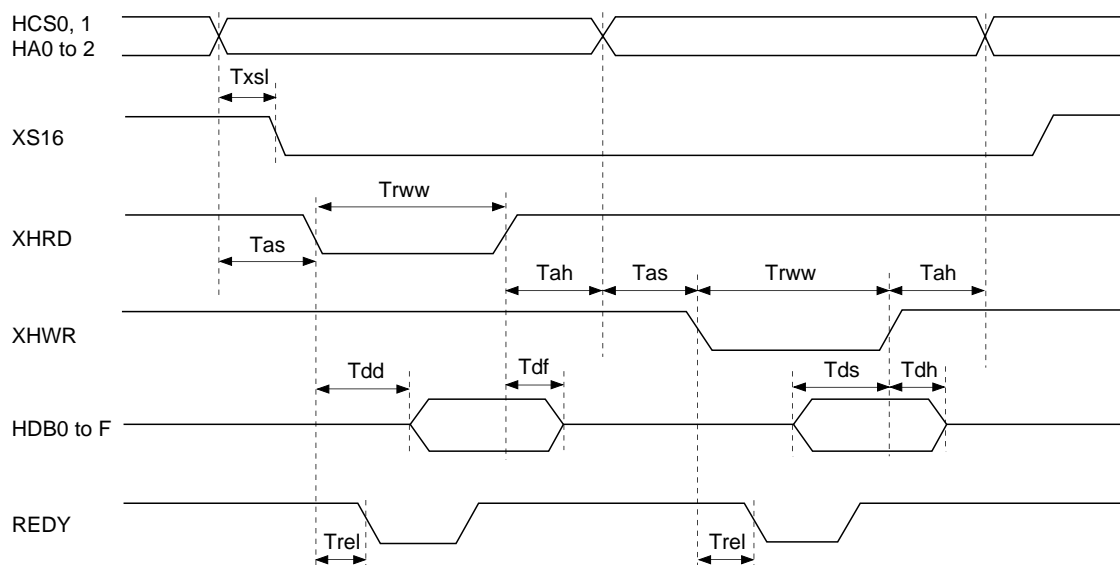 HCS0, 1
HA0 to 2
Txsl
XS16
Trww
XHRD
Tas
Tah
Tas
Trww
Tah
XHWR
Tdd
Tdf
Tds
Tdh
HDB0 to F
REDY
Trel
Trel